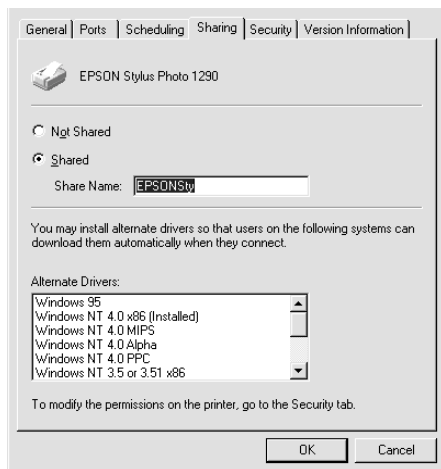 General Ports Scheduling Sharing Security Version Information
EPSON Stylus Photo 1290
Not Shared
Shared
Share Name: EPSONSty
You may install alternate drivers so that users on the following systems can
download them automatically when they connect.
Alternate Drivers:
Windows 95
Windows NT 4.0 x86 (Installed)
Windows NT 4.0 MIPS
Windows NT 4.0 Alpha
Windows NT 4.0 PPC
Windows NT 3.5 or 3.51 x86
To modify the permissions on the printer, go to the Security tab.
OK Cancel